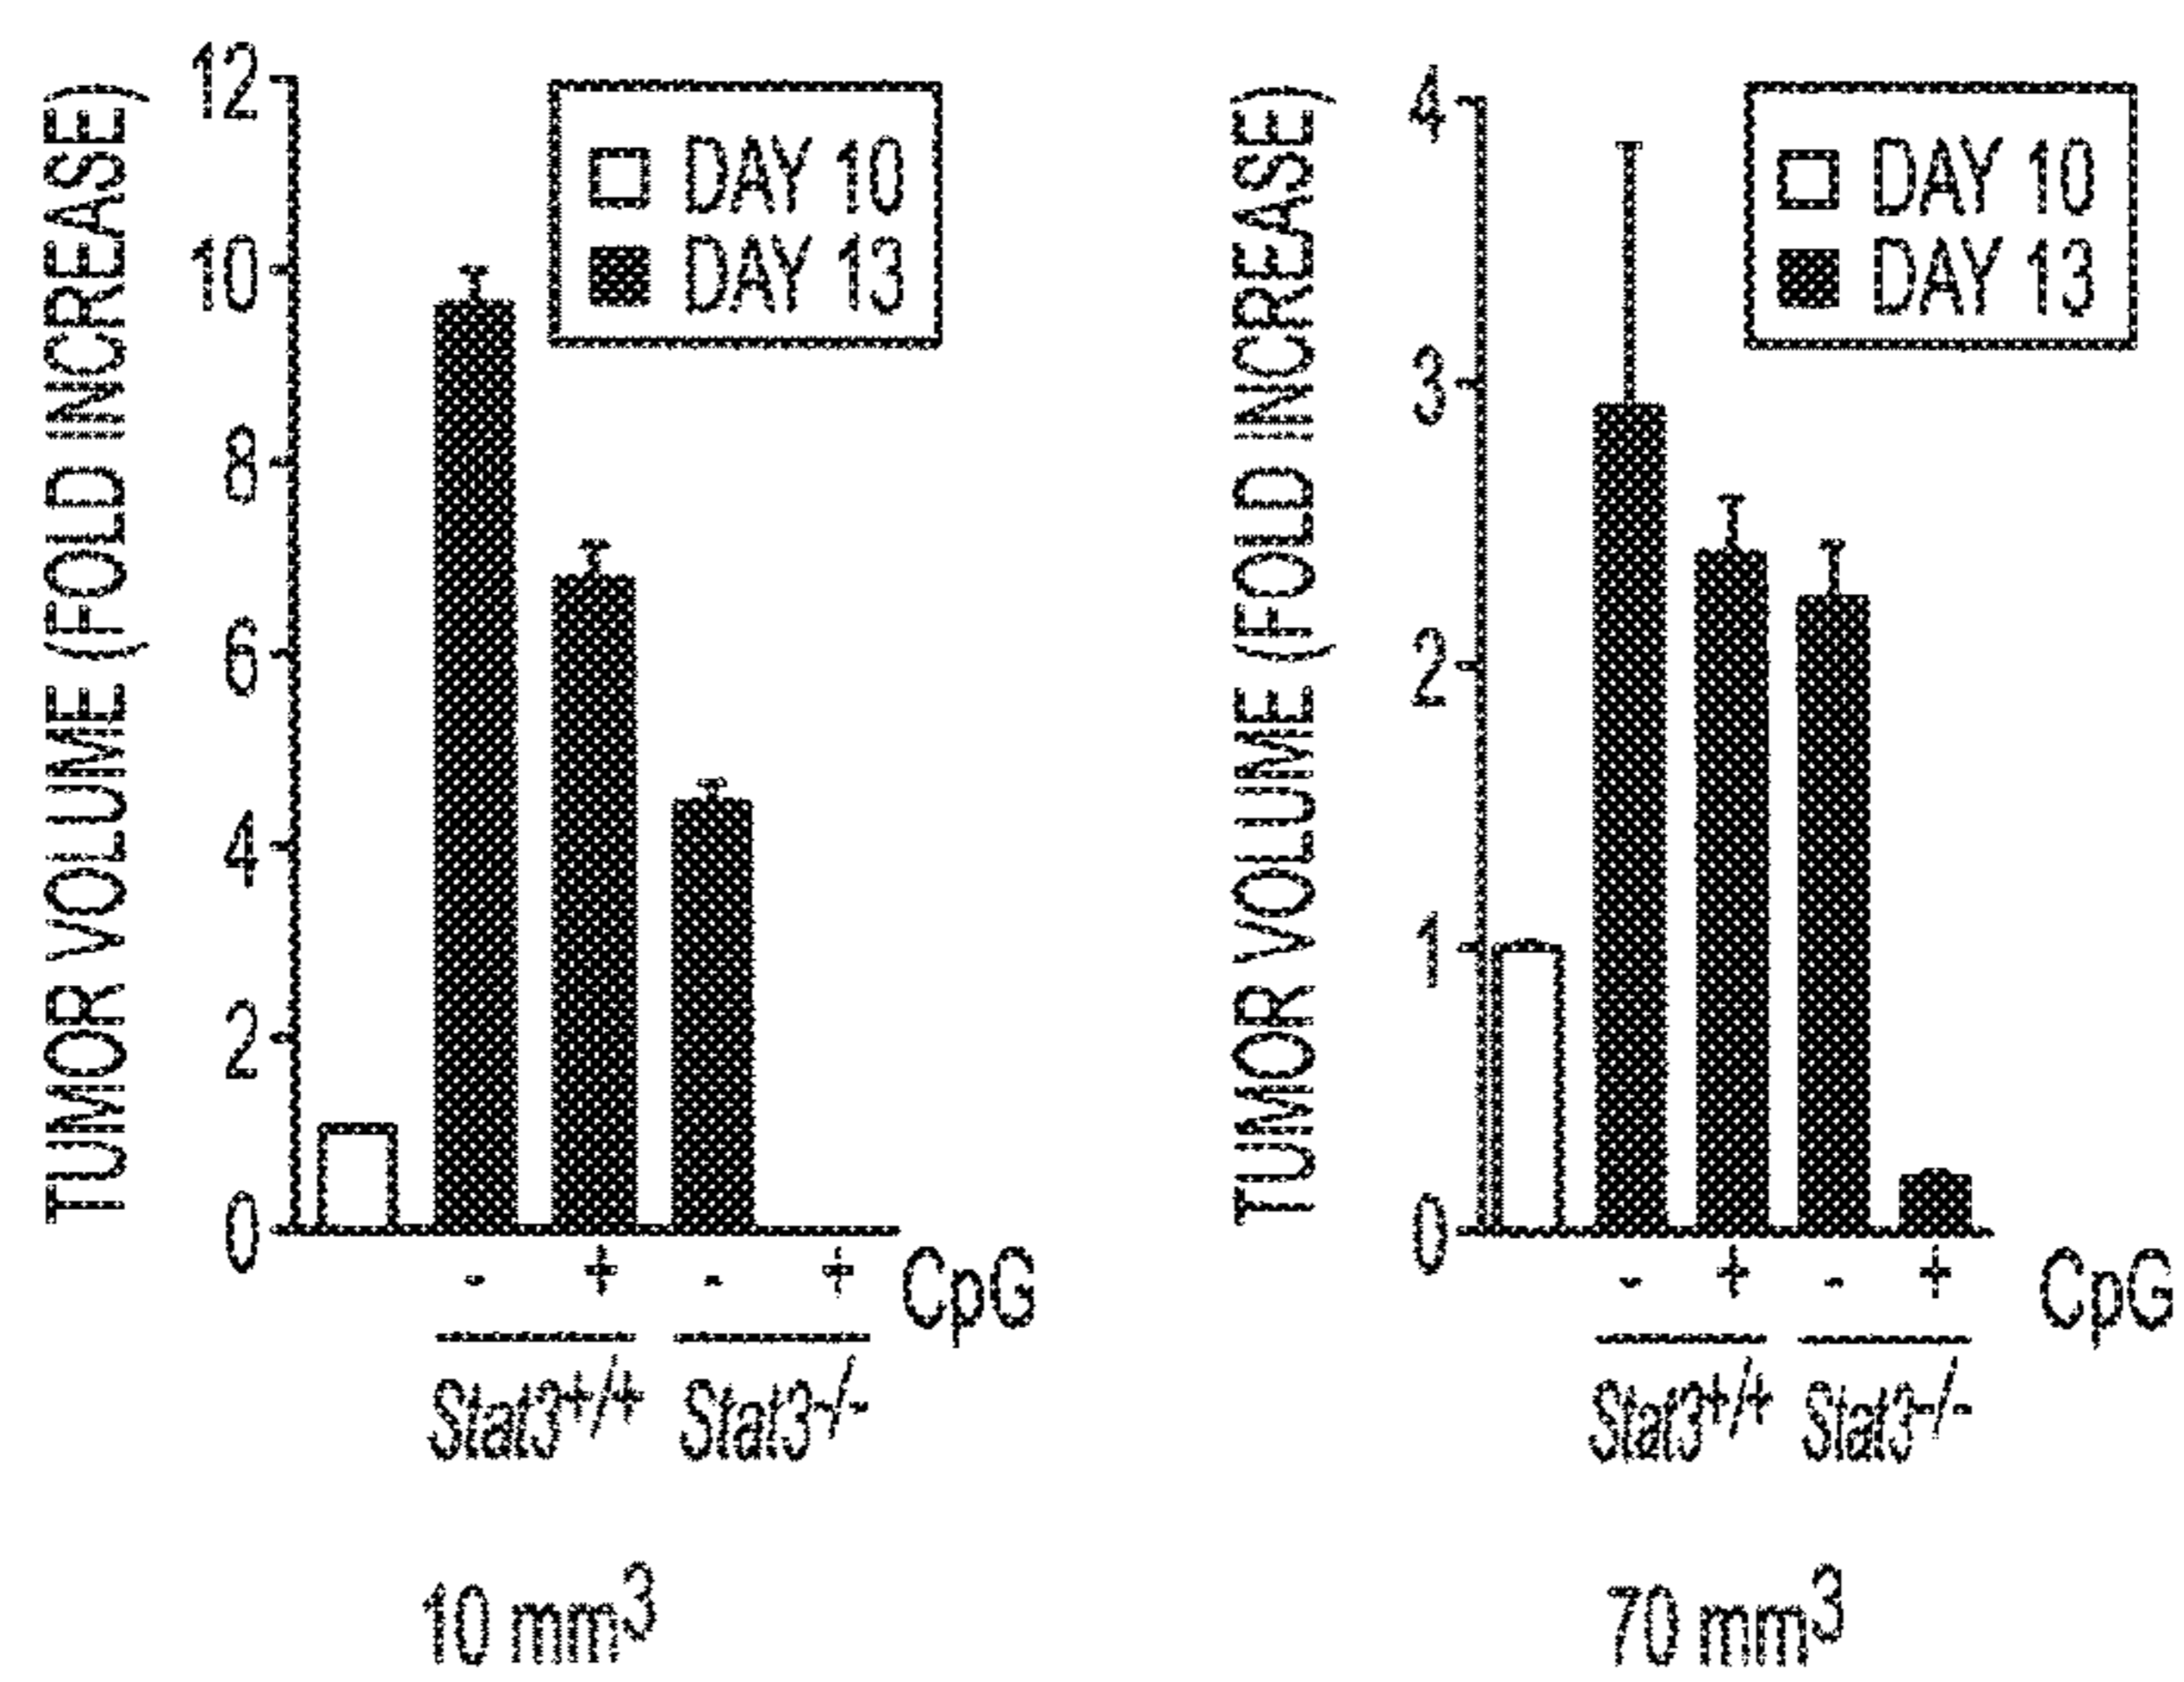 TUMOR VOLUME (FOLD INCREASE)
12
10
8
6
4
2
0
DAY 10
DAY 13
- + - + CpG
Stat3+/+ Stat3-/-
10 mm3
TUMOR VOLUME (FOLD INCREASE)
4
3
2
1
0
DAY 10
DAY 13
- + - + CpG
Stat3+/+ Stat3-/-
70 mm3